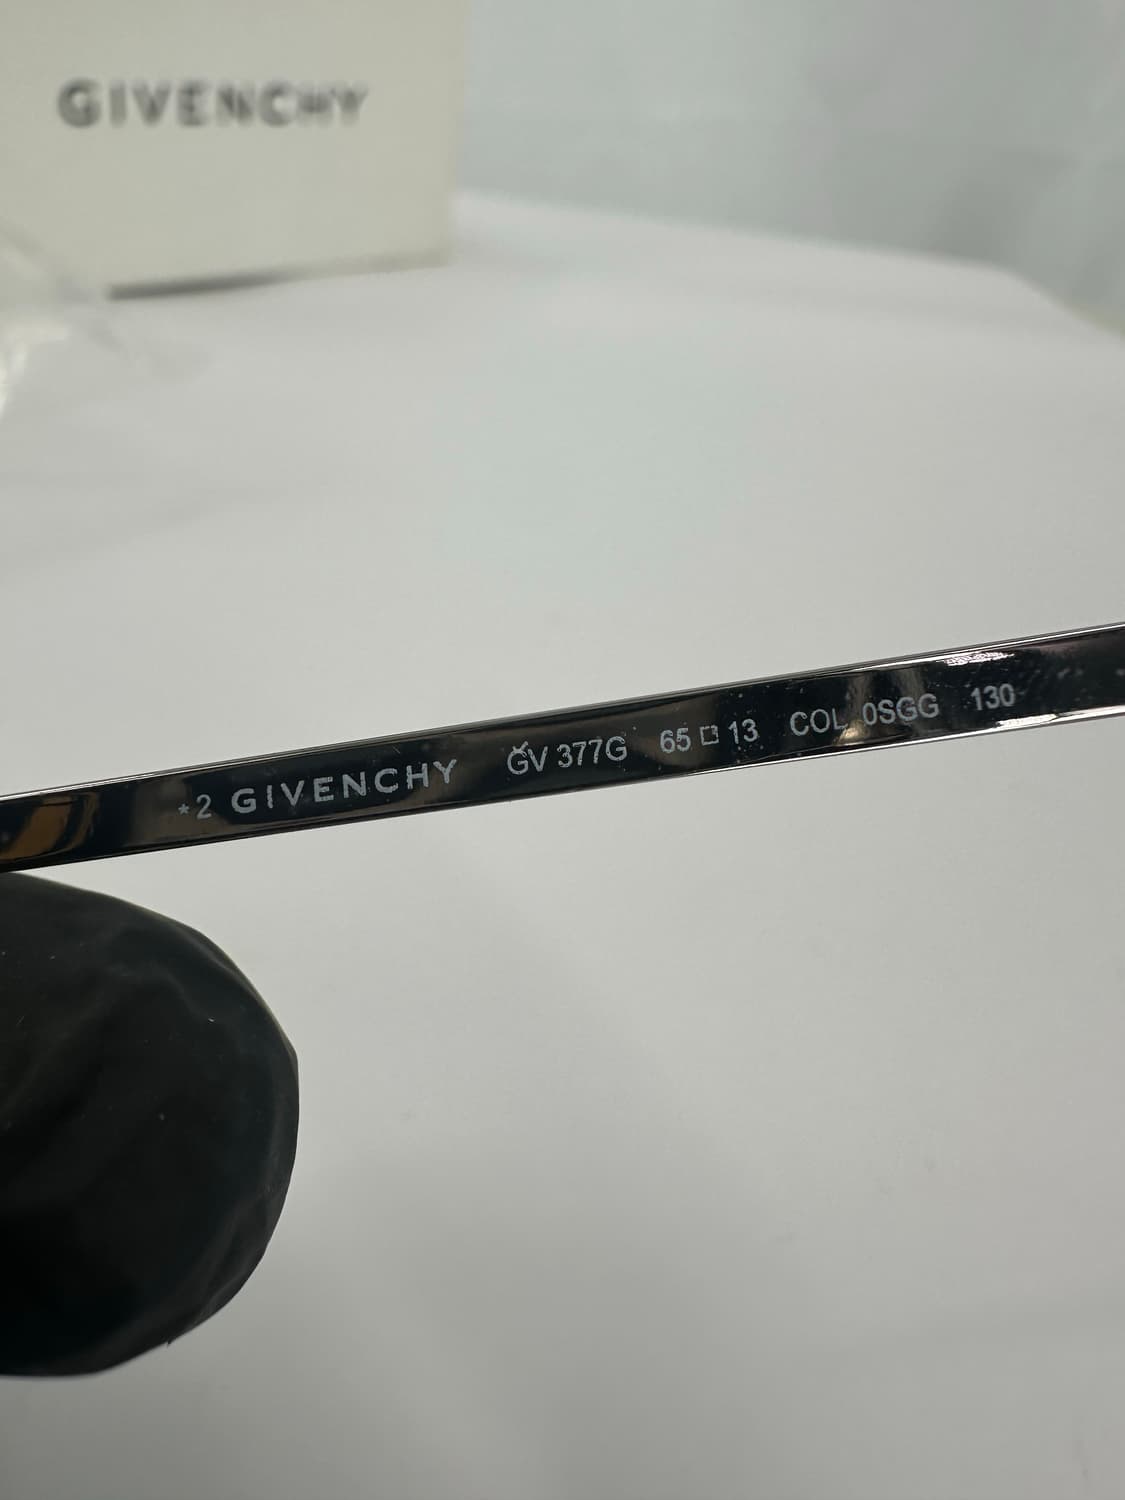 GIVENCHY
*2 GIVENCHY GV 377G 65□13 COL 0SGG 130